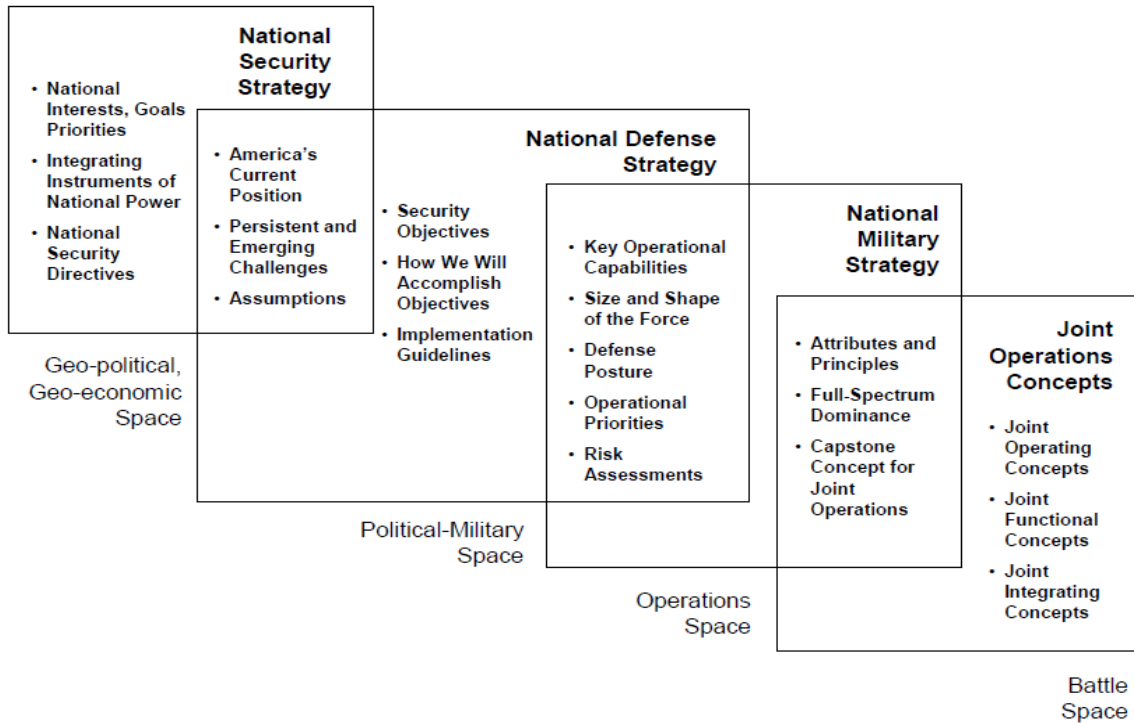 National
Security
Strategy
• National
Interests, Goals
Priorities
• Integrating
Instruments of
National Power
• National
Security
Directives
• America's
Current
Position
• Persistent and
Emerging
Challenges
• Assumptions
Geo-political,
Geo-economic
Space
National Defense
Strategy
• Security
Objectives
• How We Will
Accomplish
Objectives
• Implementation
Guidelines
• Key Operational
Capabilities
• Size and Shape
of the Force
• Defense
Posture
• Operational
Priorities
• Risk
Assessments
Political-Military
Space
National
Military
Strategy
• Attributes and
Principles
• Full-Spectrum
Dominance
• Capstone
Concept for
Joint
Operations
Operations
Space
Joint
Operations
Concepts
• Joint
Operating
Concepts
• Joint
Functional
Concepts
• Joint
Integrating
Concepts
Battle
Space